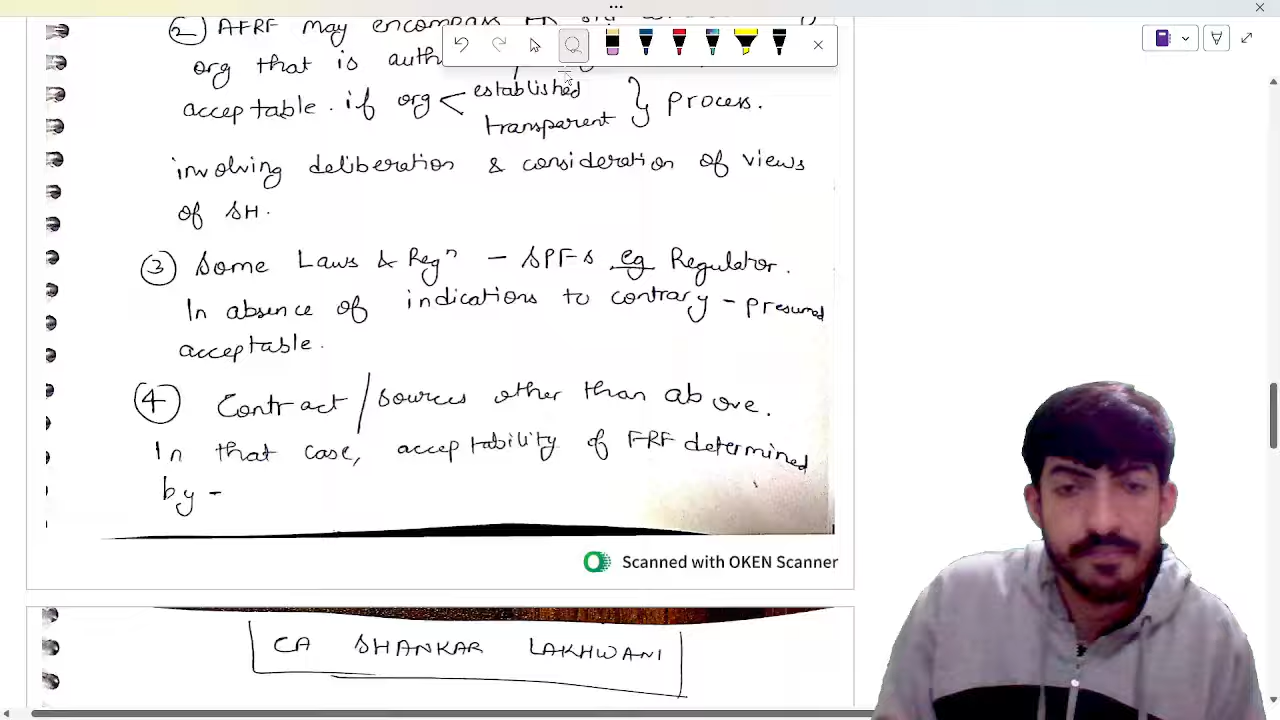 ② AFRF may encompass FR
org that is auth
acceptable. if org < established
transparent } process.
involving deliberation & consideration of views
of SH.
③ Some Laws & Regⁿ - SPFS eg Regulator.
In absence of indications to contrary - presumed
acceptable.
④ Contract / sources other than above.
In that case, acceptability of FRF determined
by -
Scanned with OKEN Scanner
CA SHANKAR LAKHWANI